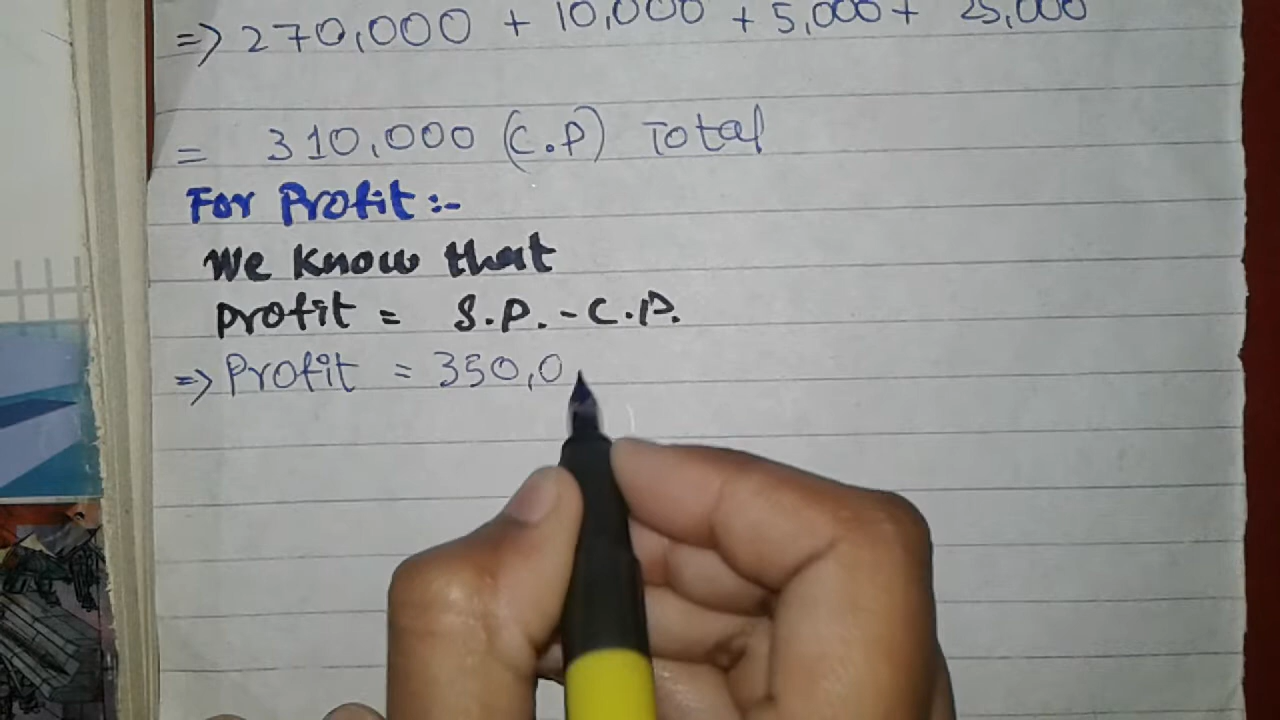 => 270,000 + 10,000 + 5,000 + 25,000
= 310,000 (C.P) Total
For Profit :-
We know that
Profit = S.P. - C.P.
=> Profit = 350,0